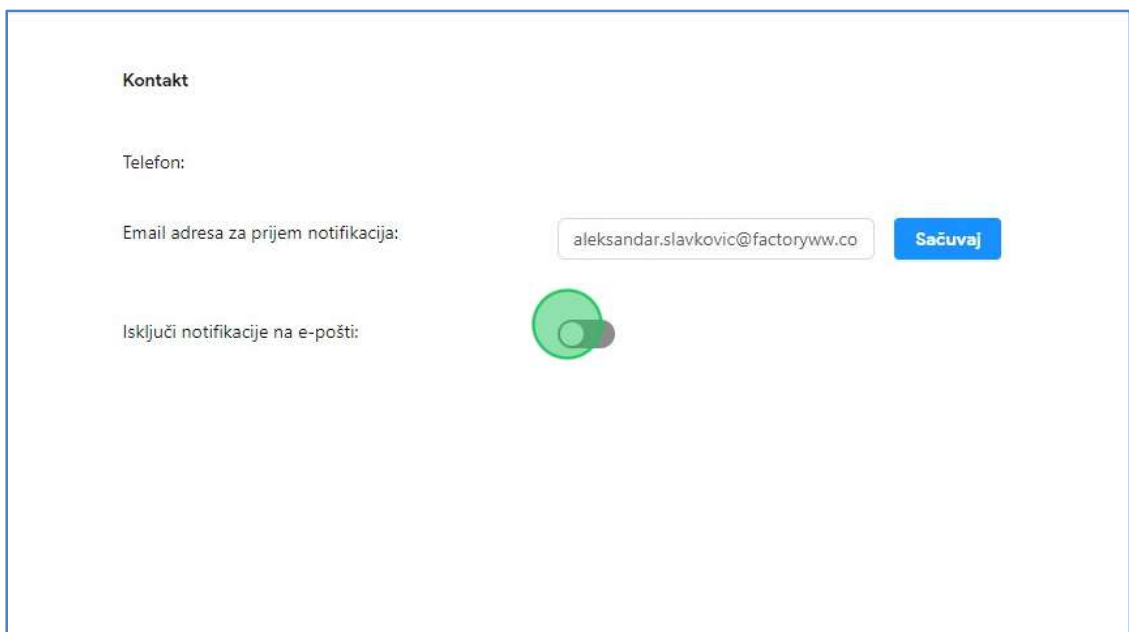 Kontakt
Telefon:
Email adresa za prijem notifikacija:
aleksandar.slavkovic@factoryww.co
Sačuvaj
Isključi notifikacije na e-pošti: